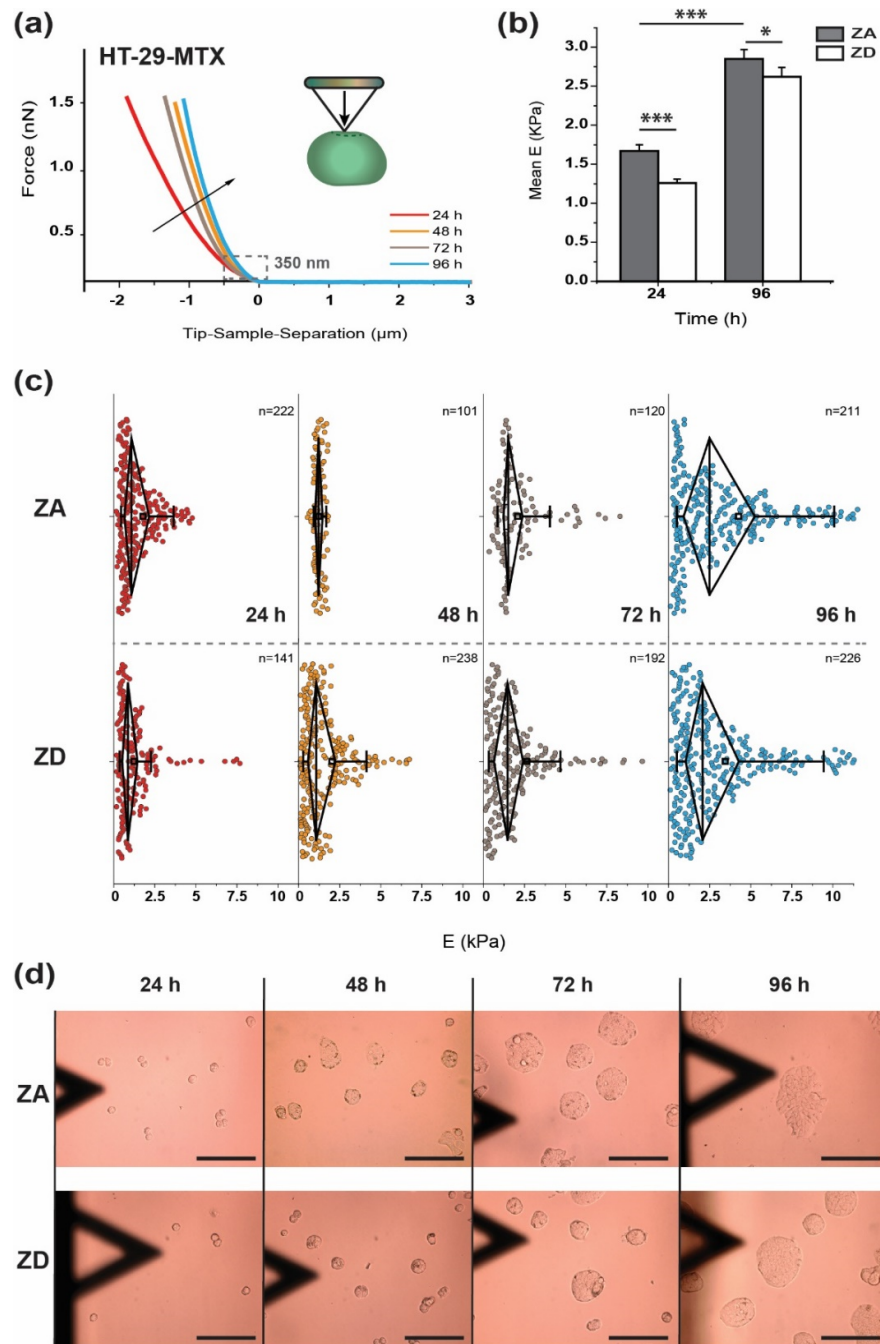 (a)
HT-29-MTX
Force (nN)
1.5
1.0
0.5
350 nm
24 h
48 h
72 h
96 h
-2 -1 0 1 2 3
Tip-Sample-Separation (µm)
(b)
*** *
***
ZA
ZD
Mean E (KPa)
3.0
2.5
2.0
1.5
1.0
0.5
0.0
24 96
Time (h)
(c)
ZA
n=222 n=101 n=120 n=211
24 h 48 h 72 h 96 h
ZD
n=141 n=238 n=192 n=226
0 2.5 5 7.5 0 2.5 5 7.5 0 2.5 5 7.5 0 2.5 5 7.5 10
E (kPa)
(d)
24 h 48 h 72 h 96 h
ZA
ZD